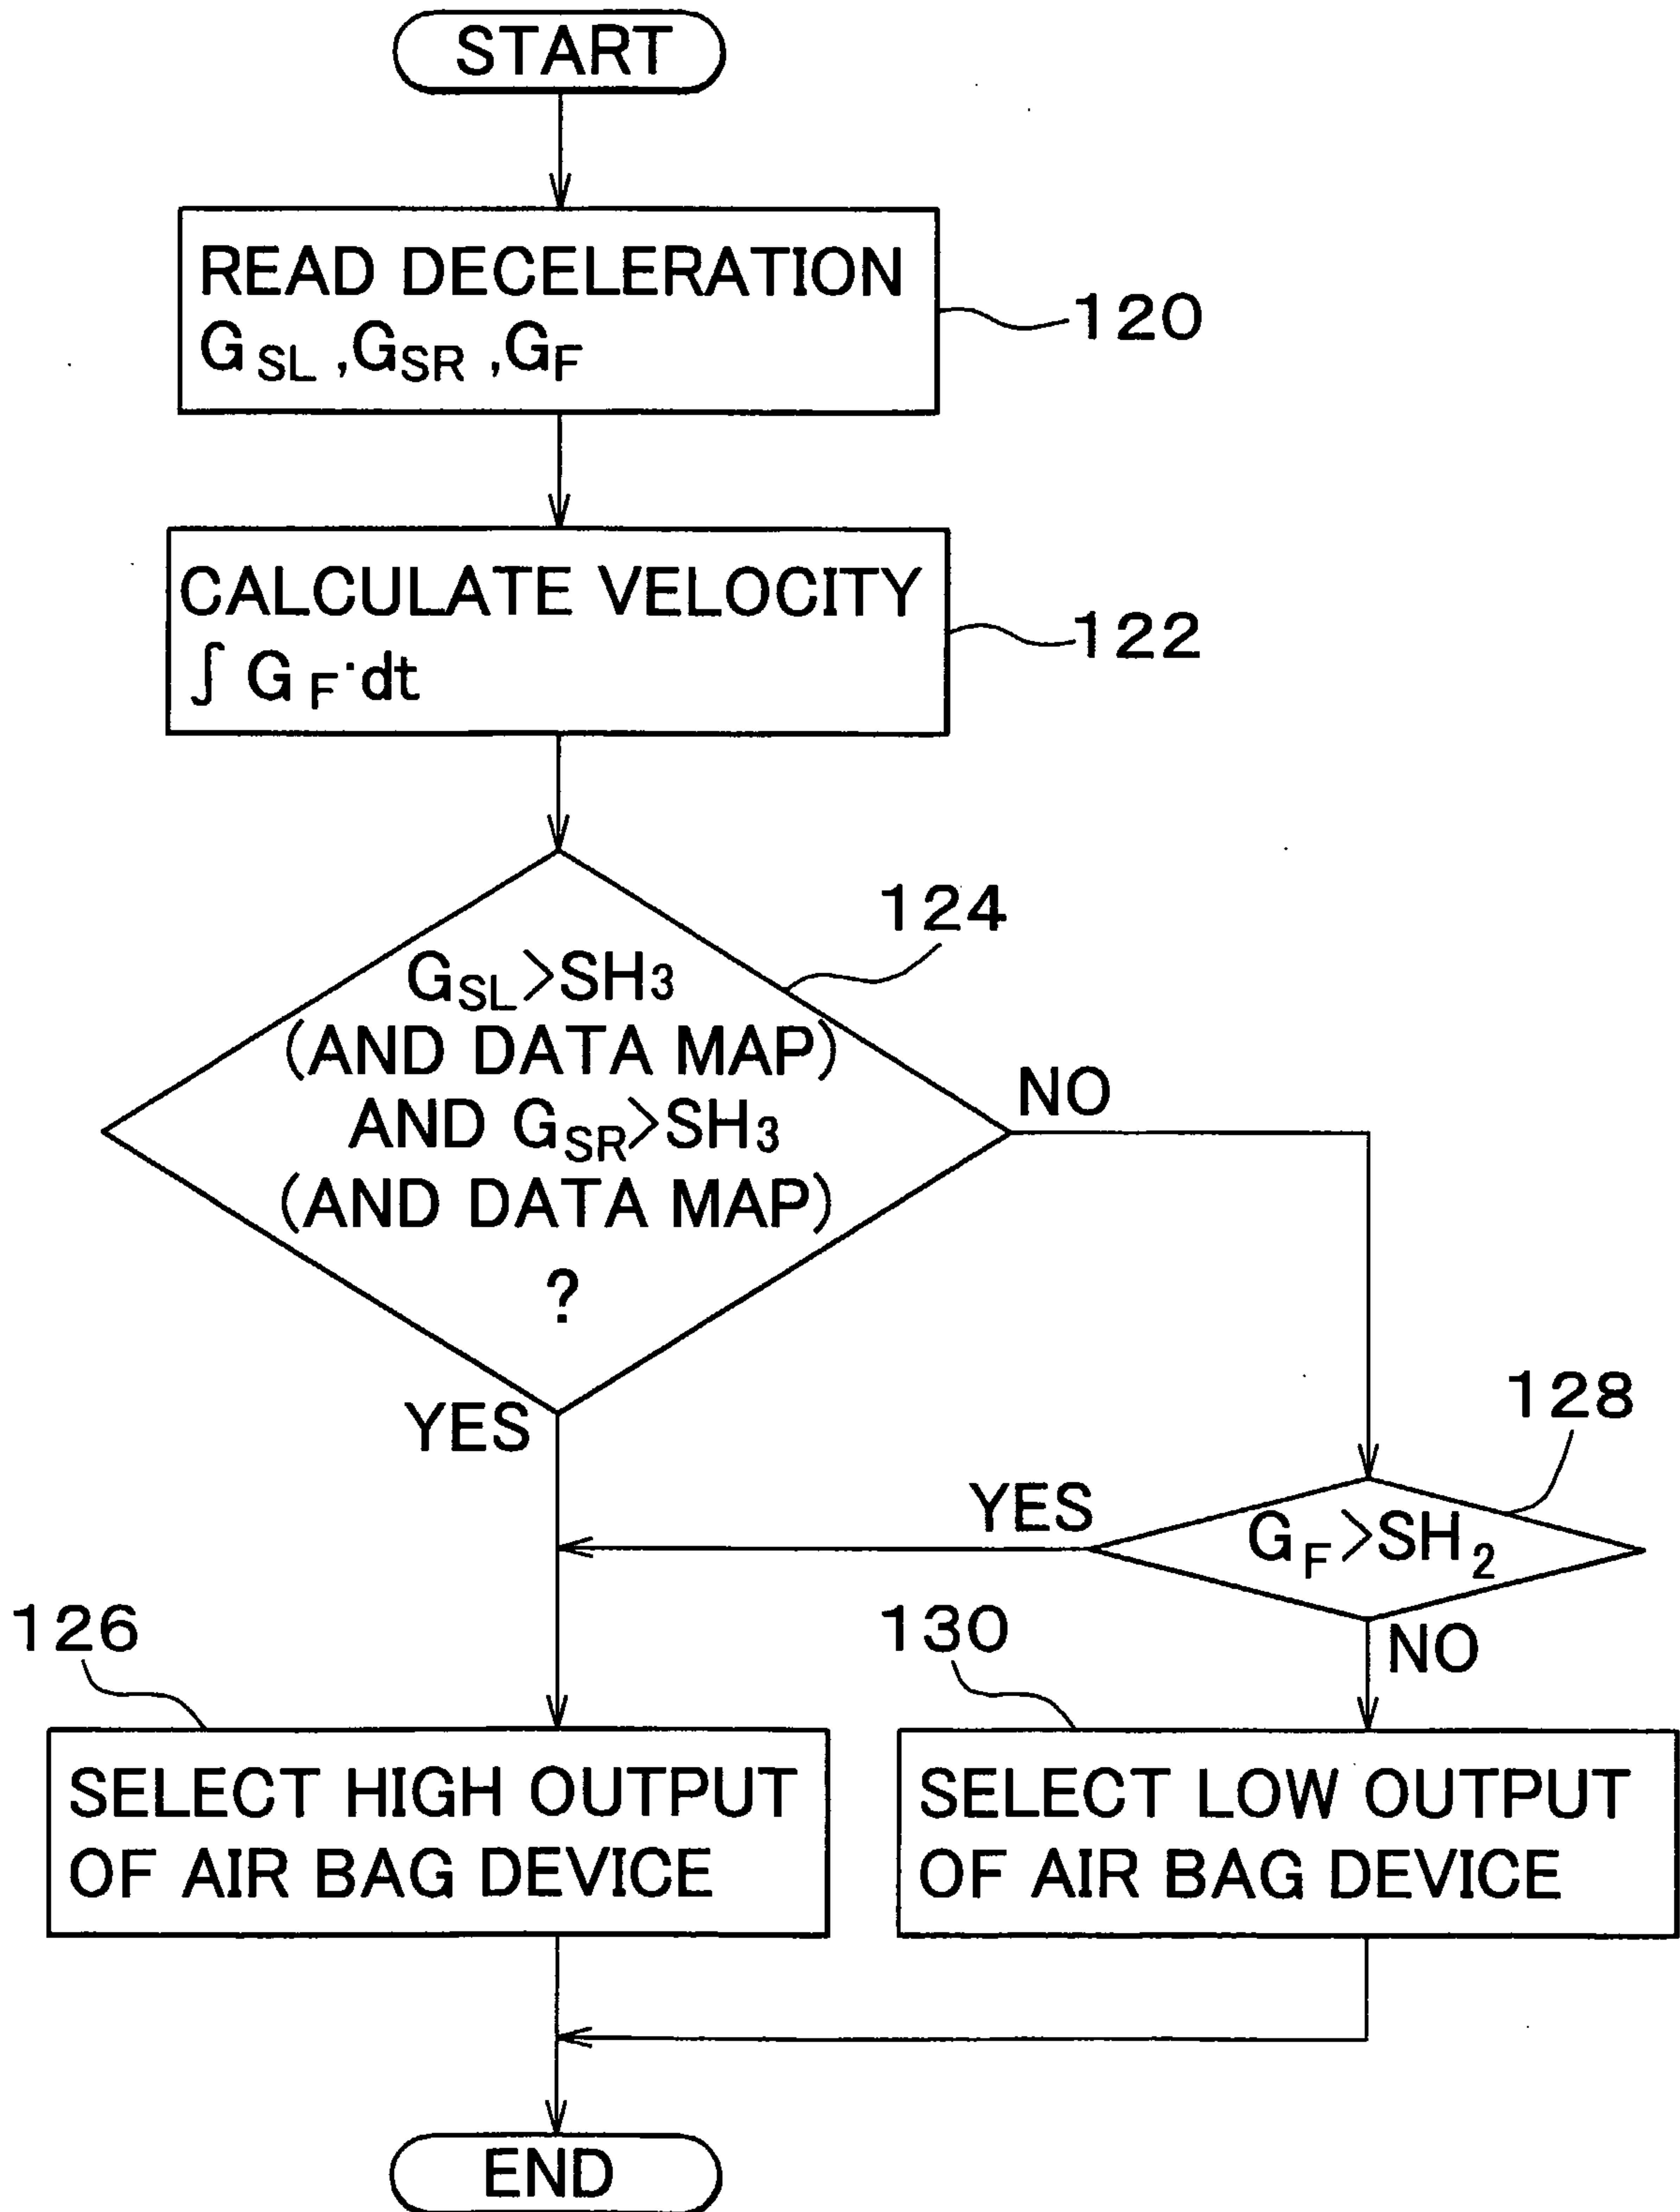 START
READ DECELERATION
G SL ,GSR ,GF
120
CALCULATE VELOCITY
∫ G F·dt
122
124
GSL>SH3
(AND DATA MAP)
AND GSR>SH3
(AND DATA MAP)
?
NO
YES
128
YES
GF>SH2
NO
126
130
SELECT HIGH OUTPUT
OF AIR BAG DEVICE
SELECT LOW OUTPUT
OF AIR BAG DEVICE
END